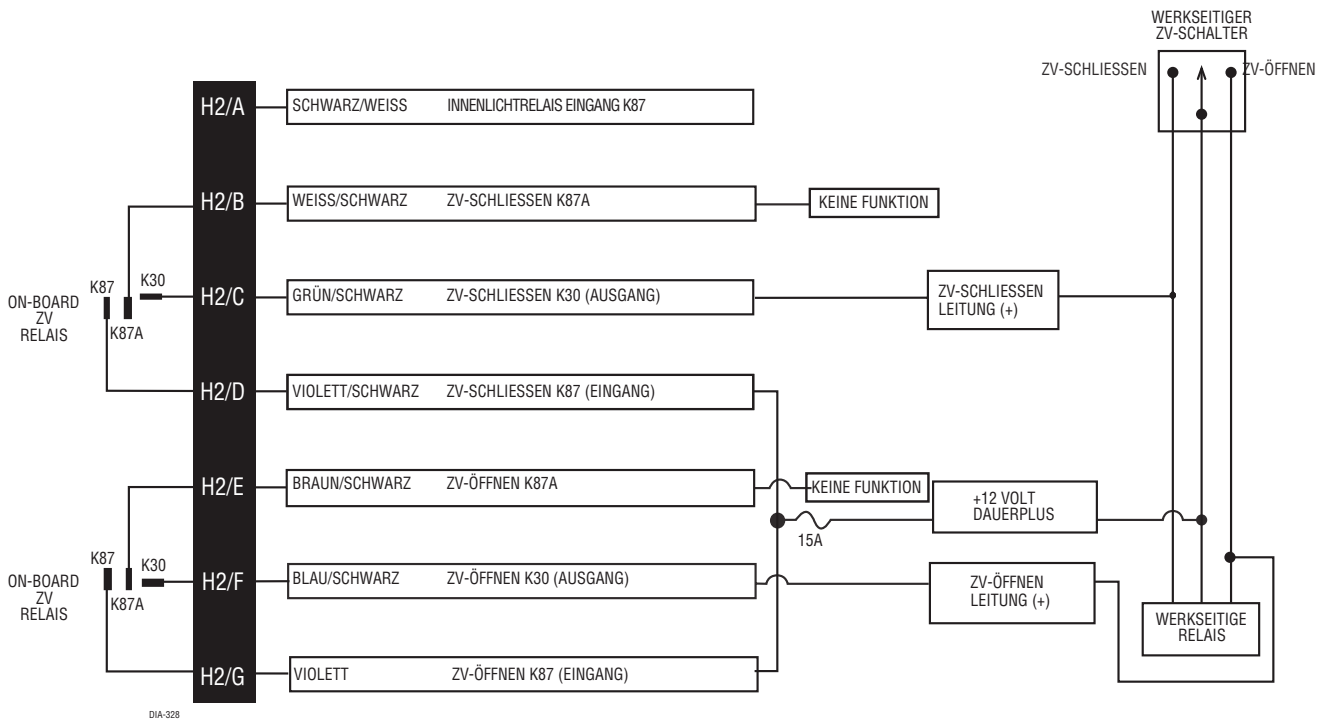 WERKSEITIGER
ZV-SCHALTER
ZV-SCHLIESSEN
ZV-ÖFFNEN
H2/A
SCHWARZ/WEISS INNENLICHTRELAIS EINGANG K87
H2/B
WEISS/SCHWARZ ZV-SCHLIESSEN K87A
KEINE FUNKTION
K87
K30
K87A
ON-BOARD
ZV
RELAIS
H2/C
GRÜN/SCHWARZ ZV-SCHLIESSEN K30 (AUSGANG)
ZV-SCHLIESSEN
LEITUNG (+)
H2/D
VIOLETT/SCHWARZ ZV-SCHLIESSEN K87 (EINGANG)
H2/E
BRAUN/SCHWARZ ZV-ÖFFNEN K87A
KEINE FUNKTION
15A
+12 VOLT
DAUERPLUS
K87
K30
K87A
ON-BOARD
ZV
RELAIS
H2/F
BLAU/SCHWARZ ZV-ÖFFNEN K30 (AUSGANG)
ZV-ÖFFNEN
LEITUNG (+)
WERKSEITIGE
RELAIS
H2/G
VIOLETT ZV-ÖFFNEN K87 (EINGANG)
DIA-328